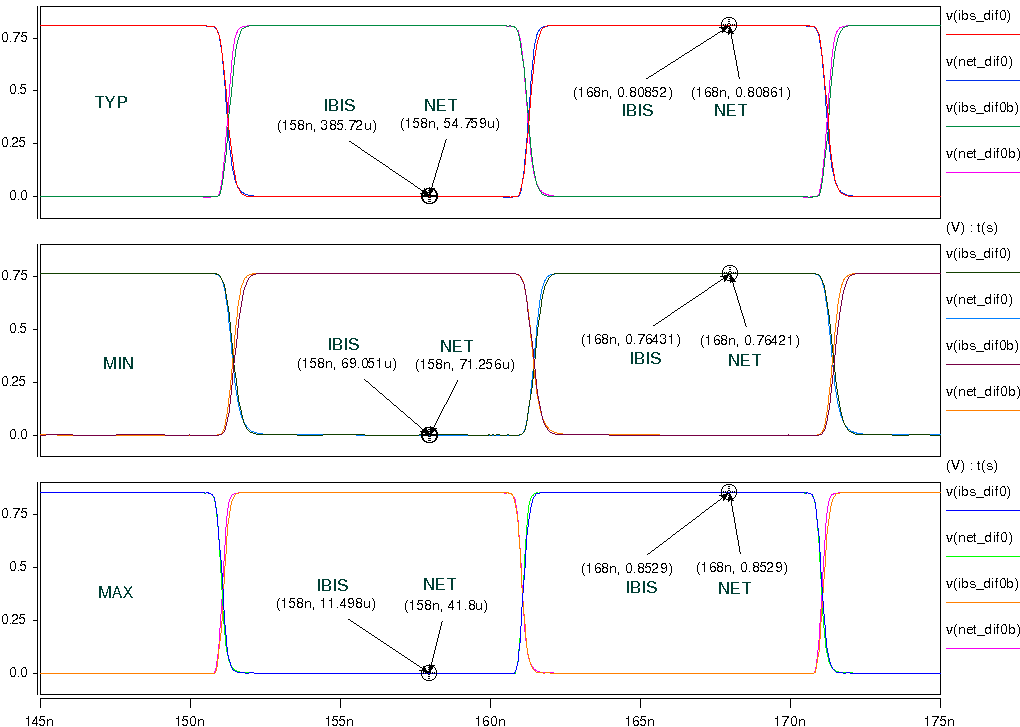 v(ibs_dif0)
0.75
v(net_dif0)
0.5
(168n, 0.80852) (168n, 0.80861)
TYP
IBIS NET
IBIS NET
v(ibs_dif0b)
(158n, 385.72u) (158n, 54.759u)
0.25
v(net_dif0b)
0.0
(V) : t(s)
v(ibs_dif0)
0.75
v(net_dif0)
0.5
(168n, 0.76431) (168n, 0.76421)
IBIS NET
v(ibs_dif0b)
IBIS NET
MIN
(158n, 69.051u) (158n, 71.256u)
0.25
v(net_dif0b)
0.0
(V) : t(s)
v(ibs_dif0)
0.75
v(net_dif0)
0.5
(168n, 0.8529) (168n, 0.8529)
IBIS NET
v(ibs_dif0b)
MAX
IBIS NET
(158n, 11.498u) (158n, 41.8u)
0.25
v(net_dif0b)
0.0
145n 150n 155n 160n 165n 170n 175n